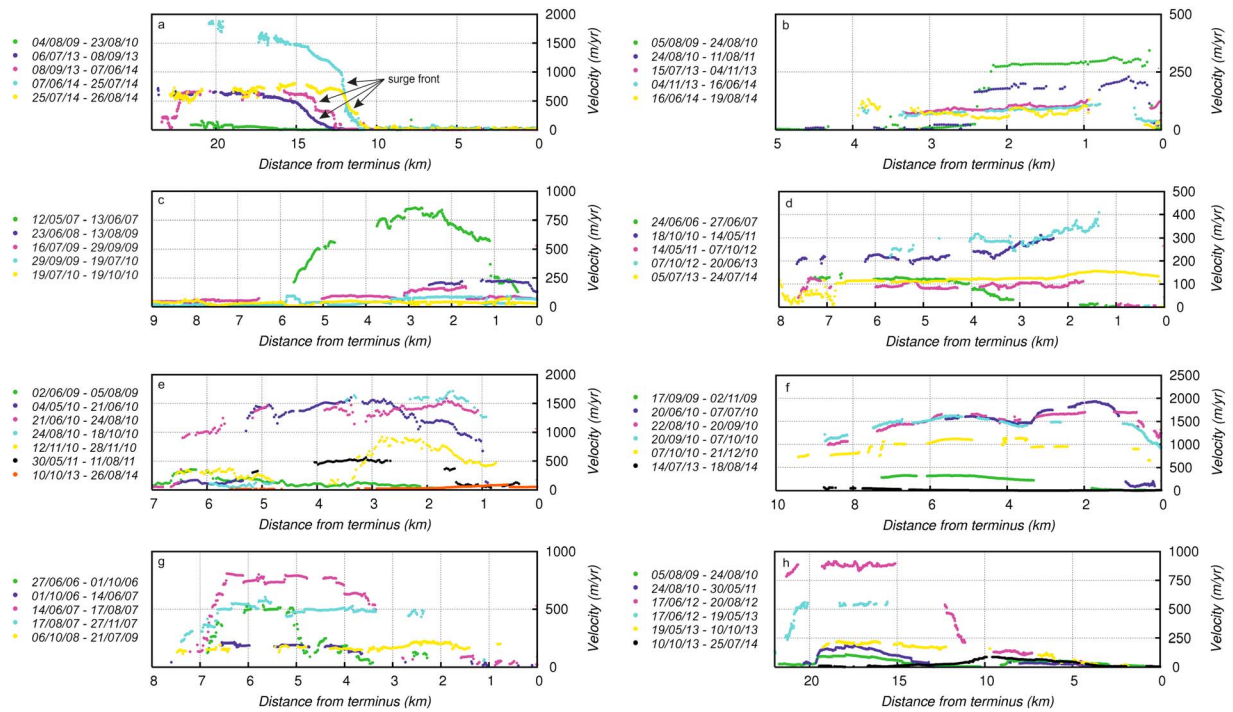 a
04/08/09 - 23/08/10
06/07/13 - 08/09/13
08/09/13 - 07/06/14
07/06/14 - 25/07/14
25/07/14 - 26/08/14
surge front
2000
1500
1000
500
0
Velocity (m/yr)
20 15 10 5 0
Distance from terminus (km)
b
05/08/09 - 24/08/10
24/08/10 - 11/08/11
15/07/13 - 04/11/13
04/11/13 - 16/06/14
16/06/14 - 19/08/14
500
250
0
Velocity (m/yr)
5 4 3 2 1 0
Distance from terminus (km)
c
12/05/07 - 13/06/07
23/06/08 - 13/08/09
16/07/09 - 29/09/09
29/09/09 - 19/07/10
19/07/10 - 19/10/10
1000
750
500
250
0
Velocity (m/yr)
9 8 7 6 5 4 3 2 1 0
Distance from terminus (km)
d
24/06/06 - 27/06/07
18/10/10 - 14/05/11
14/05/11 - 07/10/12
07/10/12 - 20/06/13
05/07/13 - 24/07/14
500
400
300
200
100
0
Velocity (m/yr)
8 7 6 5 4 3 2 1 0
Distance from terminus (km)
e
02/06/09 - 05/08/09
04/05/10 - 21/06/10
21/06/10 - 24/08/10
24/08/10 - 18/10/10
12/11/10 - 28/11/10
30/05/11 - 11/08/11
10/10/13 - 26/08/14
2000
1500
1000
500
0
Velocity (m/yr)
7 6 5 4 3 2 1 0
Distance from terminus (km)
f
17/09/09 - 02/11/09
20/06/10 - 07/07/10
22/08/10 - 20/09/10
20/09/10 - 07/10/10
07/10/10 - 21/12/10
14/07/13 - 18/08/14
2500
2000
1500
1000
500
0
Velocity (m/yr)
10 8 6 4 2 0
Distance from terminus (km)
g
27/06/06 - 01/10/06
01/10/06 - 14/06/07
14/06/07 - 17/08/07
17/08/07 - 27/11/07
06/10/08 - 21/07/09
1000
500
0
Velocity (m/yr)
8 7 6 5 4 3 2 1 0
Distance from terminus (km)
h
05/08/09 - 24/08/10
24/08/10 - 30/05/11
17/06/12 - 20/08/12
17/06/12 - 19/05/13
19/05/13 - 10/10/13
10/10/13 - 25/07/14
1000
750
500
250
0
Velocity (m/yr)
20 15 10 5 0
Distance from terminus (km)